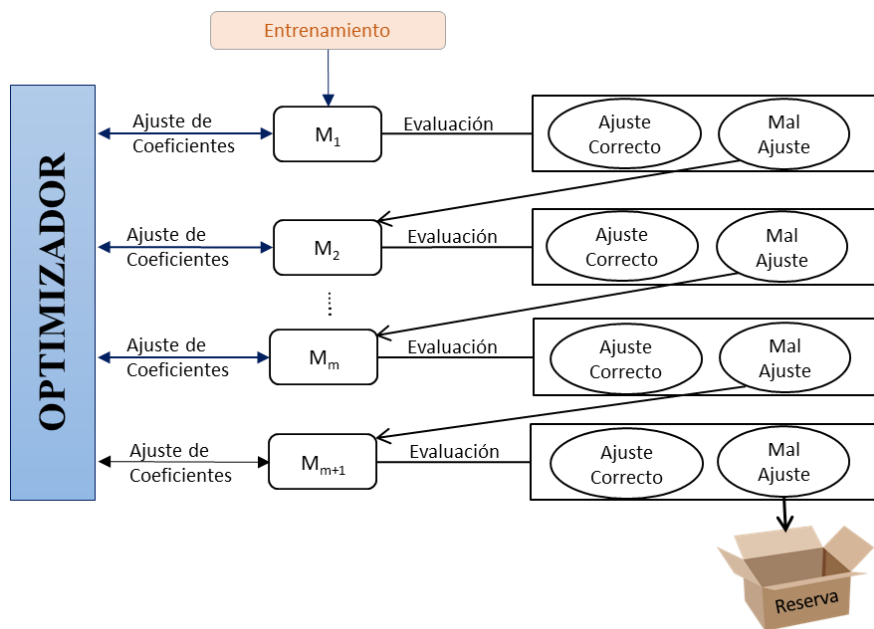 Entrenamiento
OPTIMIZADOR
Ajuste de
Coeficientes
M1
Evaluación
Ajuste
Correcto
Mal
Ajuste
Ajuste de
Coeficientes
M2
Evaluación
Ajuste
Correcto
Mal
Ajuste
......
Ajuste de
Coeficientes
Mm
Evaluación
Ajuste
Correcto
Mal
Ajuste
Ajuste de
Coeficientes
Mm+1
Evaluación
Ajuste
Correcto
Mal
Ajuste
Reserva